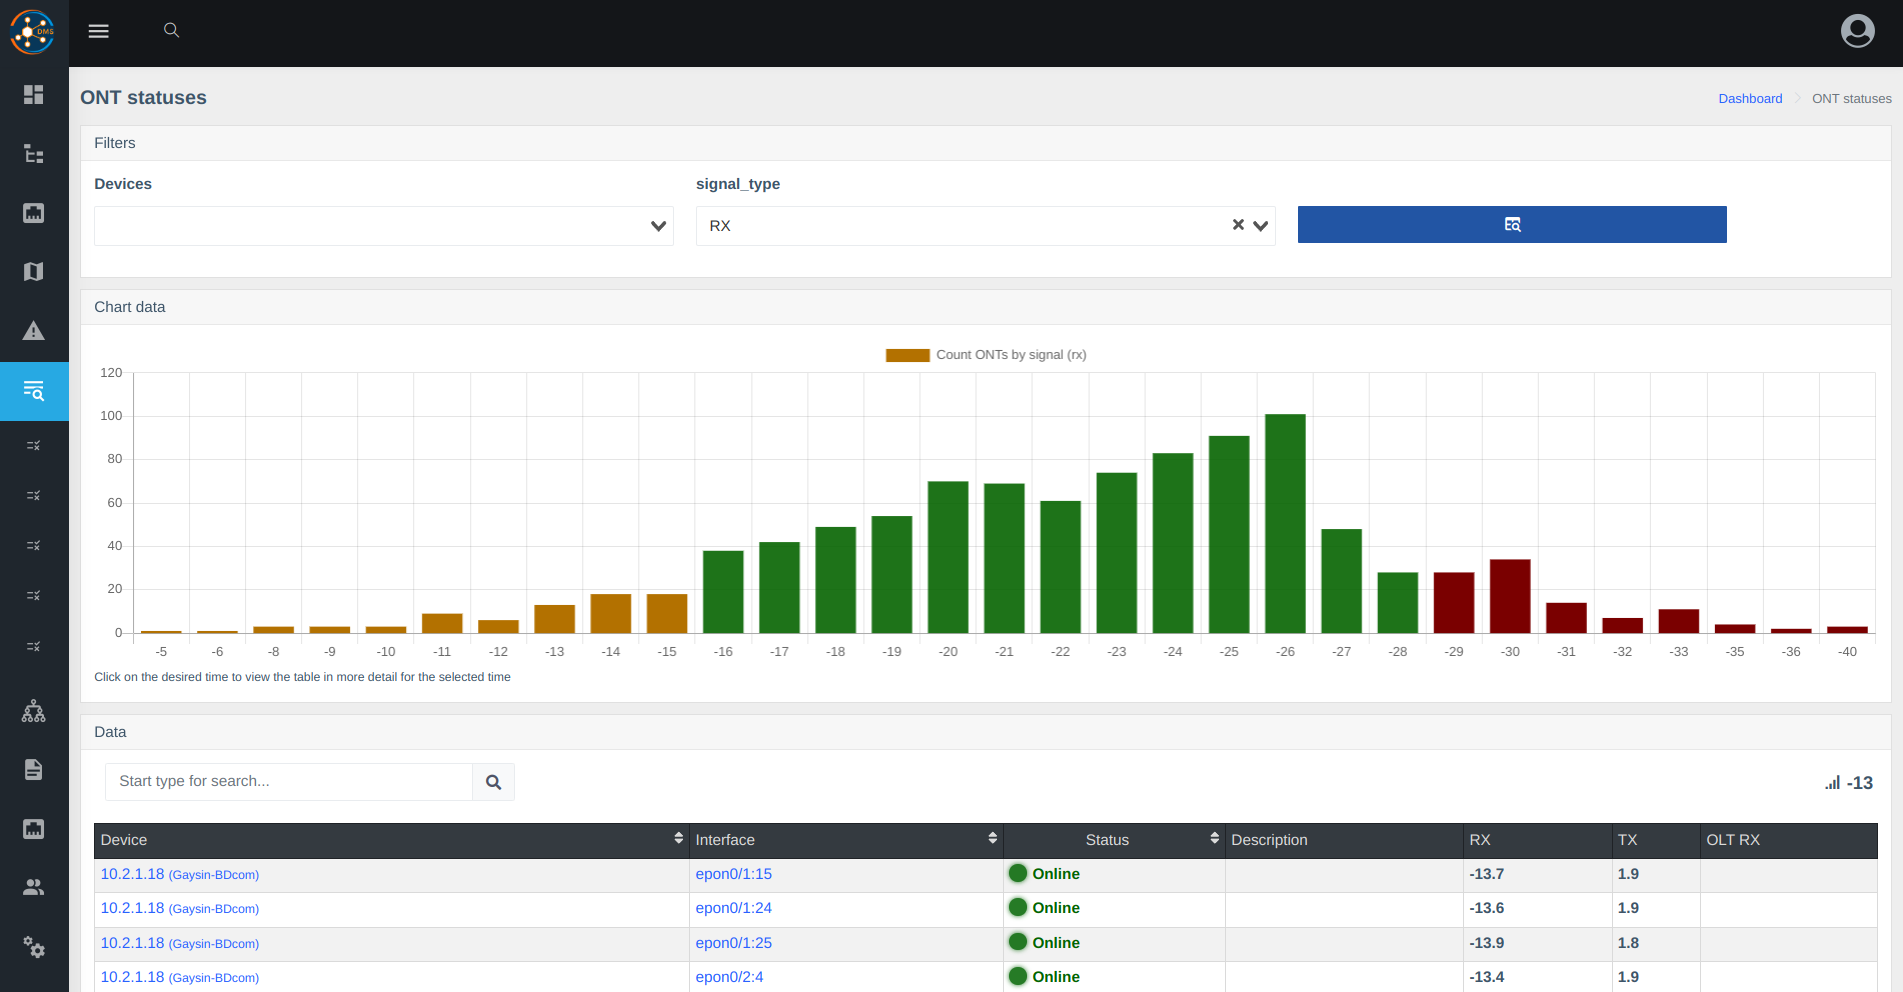 DMS
ONT statuses
Dashboard
ONT statuses
Filters
Devices
signal_type
RX
Chart data
Count ONTs by signal (rx)
120
100
80
60
40
20
0
-5 -6 -8 -9 -10 -11 -12 -13 -14 -15 -16 -17 -18 -19 -20 -21 -22 -23 -24 -25 -26 -27 -28 -29 -30 -31 -32 -33 -35 -36 -40
Click on the desired time to view the table in more detail for the selected time
Data
Start type for search...
-13
Device Interface Status Description RX TX OLT RX
10.2.1.18 (Gaysin-BDcom) epon0/1:15 Online -13.7 1.9
10.2.1.18 (Gaysin-BDcom) epon0/1:24 Online -13.6 1.9
10.2.1.18 (Gaysin-BDcom) epon0/1:25 Online -13.9 1.8
10.2.1.18 (Gaysin-BDcom) epon0/2:4 Online -13.4 1.9